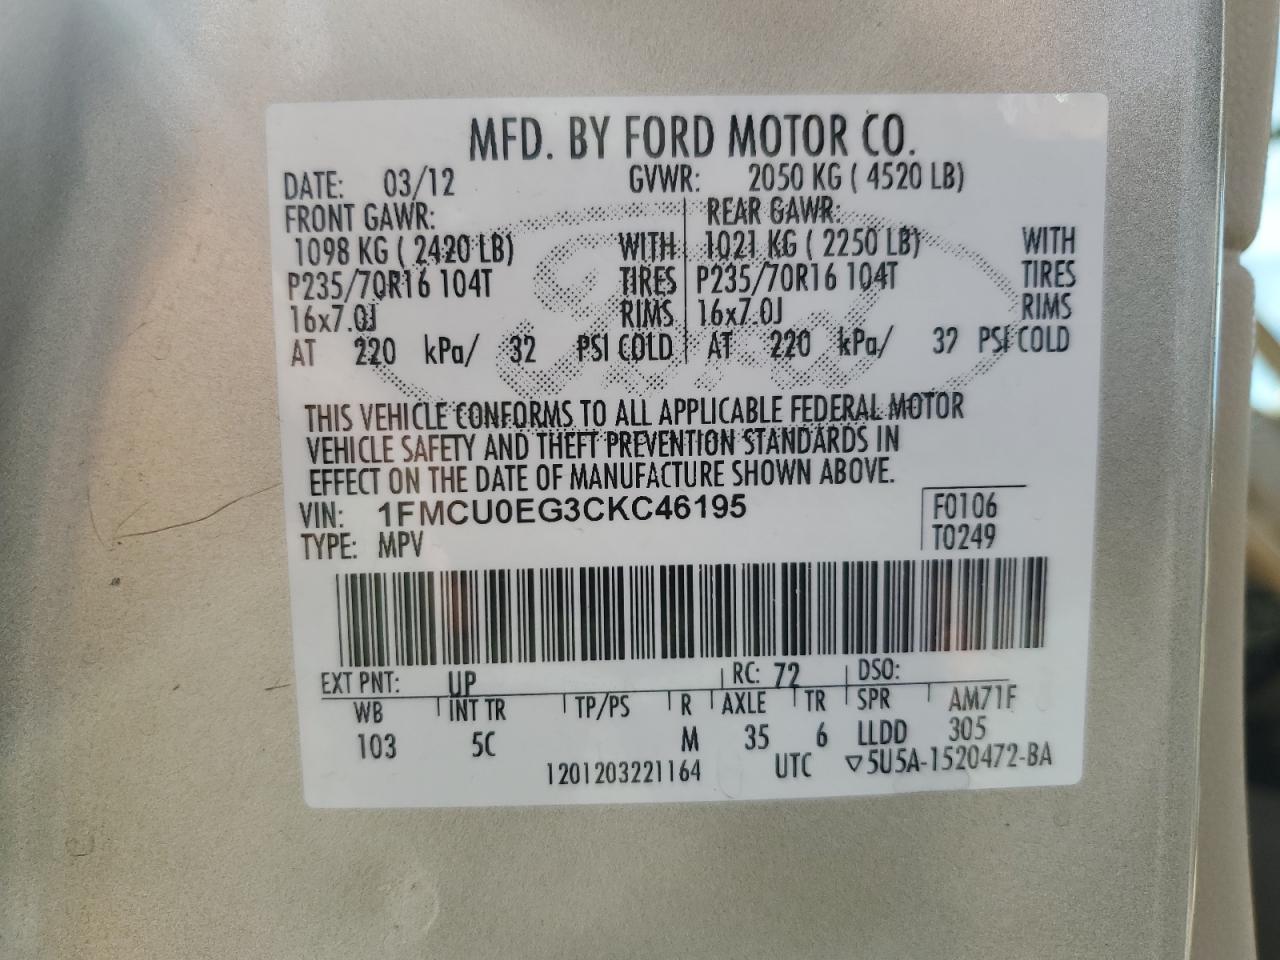 MFD. BY FORD MOTOR CO.
DATE: 03/12 GVWR: 2050 KG ( 4520 LB)
FRONT GAWR: REAR GAWR:
1098 KG ( 2420 LB) WITH 1021 KG ( 2250 LB) WITH
P235/70R16 104T TIRES P235/70R16 104T TIRES
16x7.0J RIMS 16x7.0J RIMS
AT 220 kPa/ 32 PSI COLD AT 220 kPa/ 32 PSI COLD
Ford
THIS VEHICLE CONFORMS TO ALL APPLICABLE FEDERAL MOTOR
VEHICLE SAFETY AND THEFT PREVENTION STANDARDS IN
EFFECT ON THE DATE OF MANUFACTURE SHOWN ABOVE.
VIN: 1FMCU0EG3CKC46195 F0106
TYPE: MPV T0249
EXT PNT: UP RC: 72 DSO:
WB INT TR TP/PS R AXLE TR SPR AM71F
103 5C M 35 6 LLDD 305
1201203221164 UTC ▽5U5A-1520472-BA